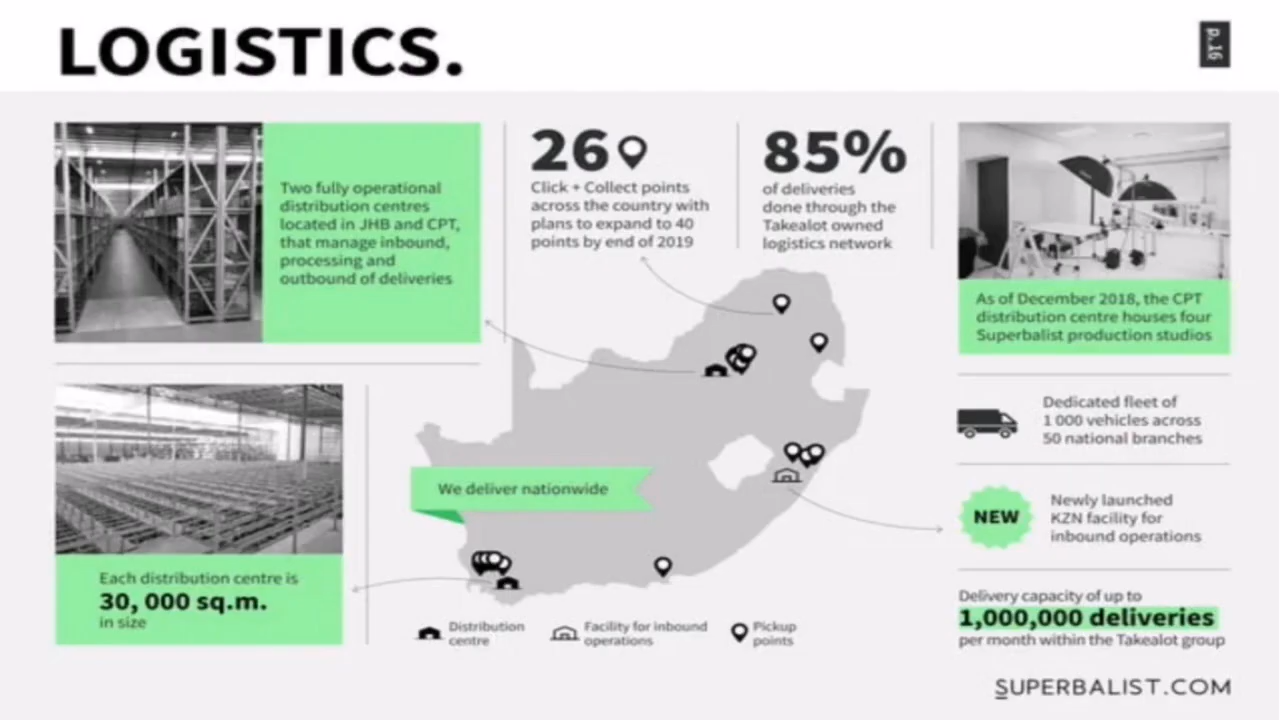 LOGISTICS.
p.16
Two fully operational
distribution centres
located in JHB and CPT,
that manage inbound,
processing and
outbound of deliveries
26
Click + Collect points
across the country with
plans to expand to 40
points by end of 2019
85%
of deliveries
done through the
Takealot owned
logistics network
As of December 2018, the CPT
distribution centre houses four
Superbalist production studios
Dedicated fleet of
1 000 vehicles across
50 national branches
We deliver nationwide
NEW
Newly launched
KZN facility for
inbound operations
Each distribution centre is
30, 000 sq.m.
in size
Delivery capacity of up to
1,000,000 deliveries
per month within the Takealot group
Distribution
centre
Facility for inbound
operations
Pickup
points
SUPERBALIST.COM